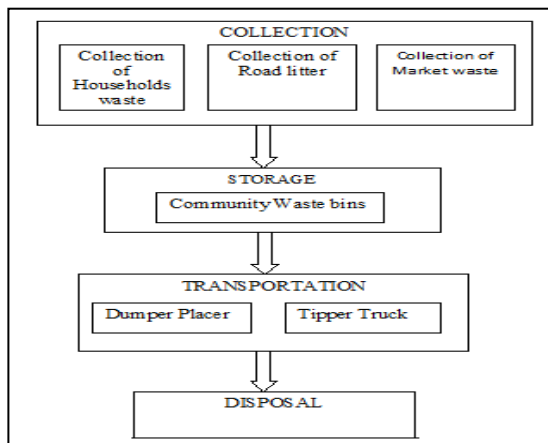 COLLECTION
Collection
of
Households
waste
Collection of
Road litter
Collection of
Market waste
STORAGE
Community Waste bins
TRANSPORTATION
Dumper Placer
Tipper Truck
DISPOSAL